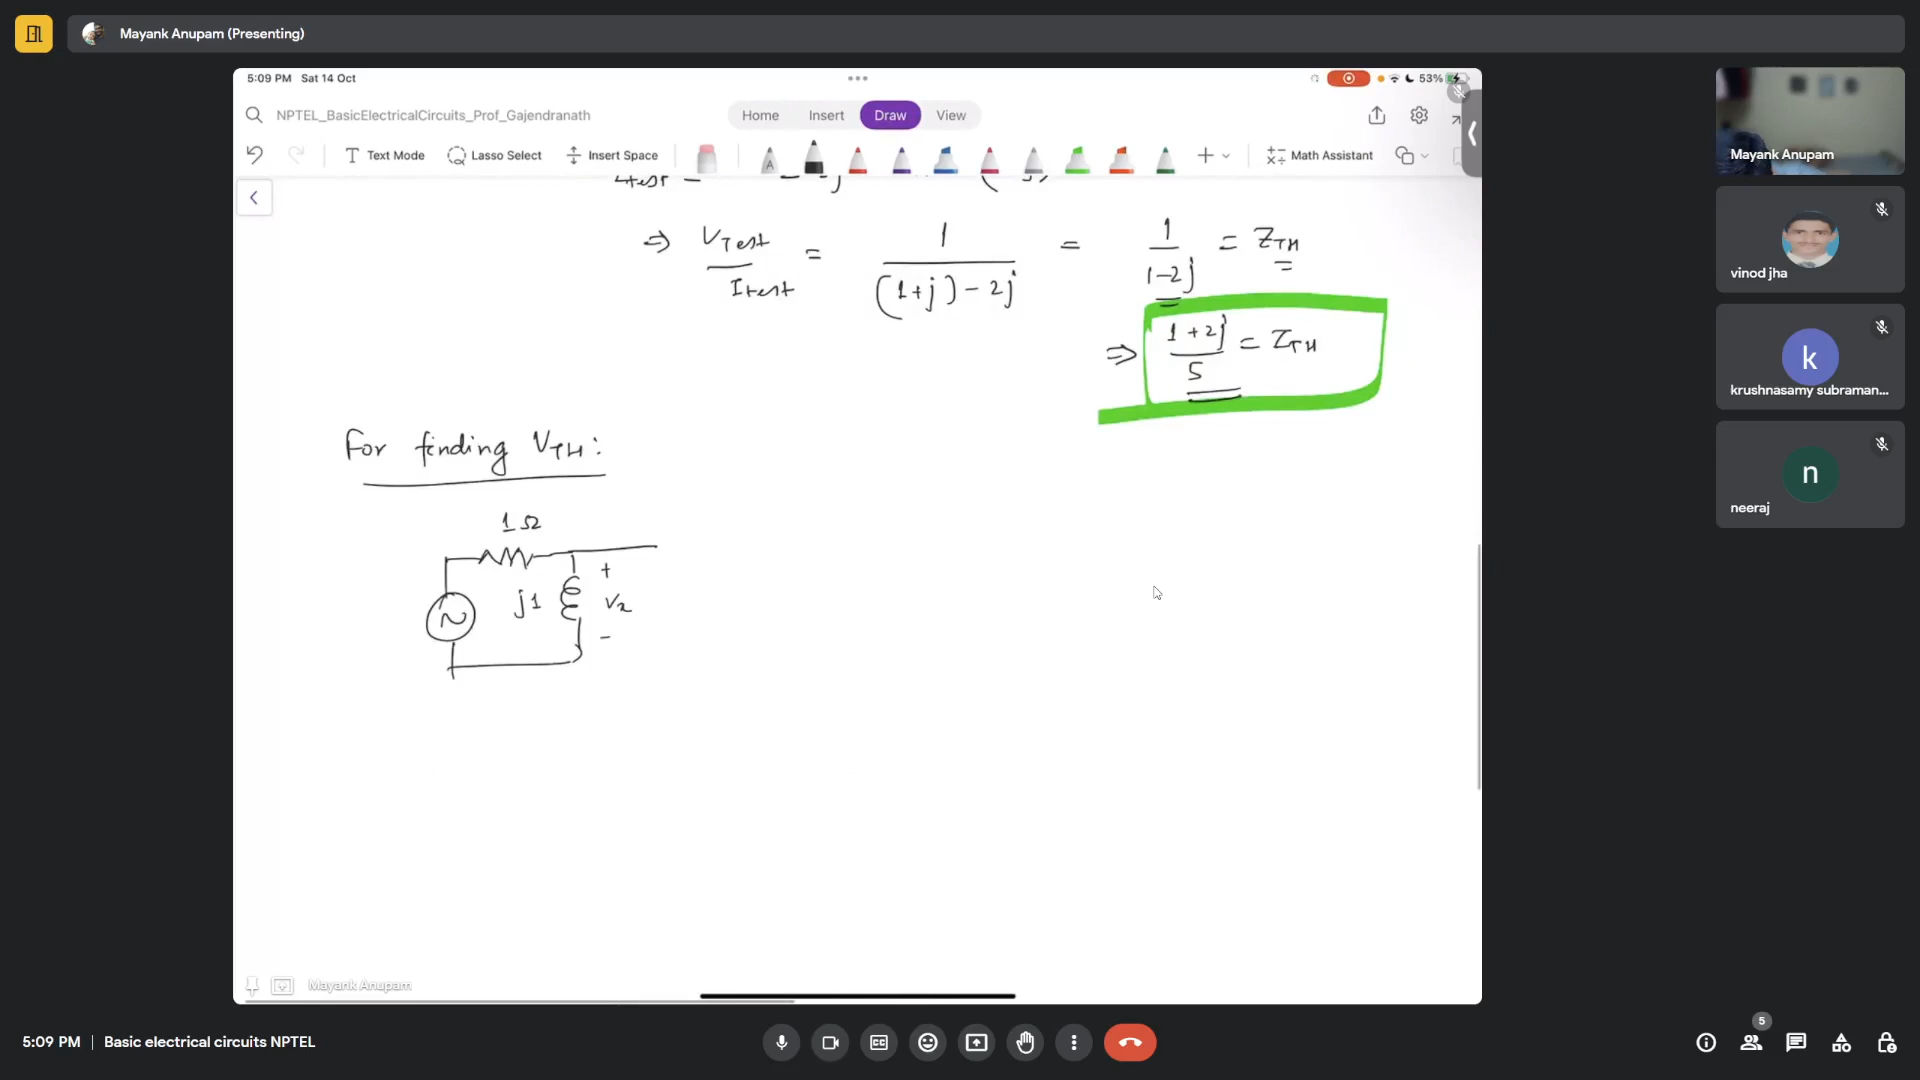 Mayank Anupam (Presenting)
5:09 PM Sat 14 Oct
53%
NPTEL_BasicElectricalCircuits_Prof_Gajendranath
Home Insert Draw View
Text Mode Lasso Select Insert Space Math Assistant
⇒ VTest / Itest = 1 / ((1+j) - 2j) = 1 / (1-2j) = ZTH
⇒ (1+2j) / 5 = ZTH
For finding VTH:
1Ω
+
j1 Vx
-
Mayank Anupam
Mayank Anupam
vinod jha
k
krushnasamy subraman...
n
neeraj
5:09 PM | Basic electrical circuits NPTEL
5